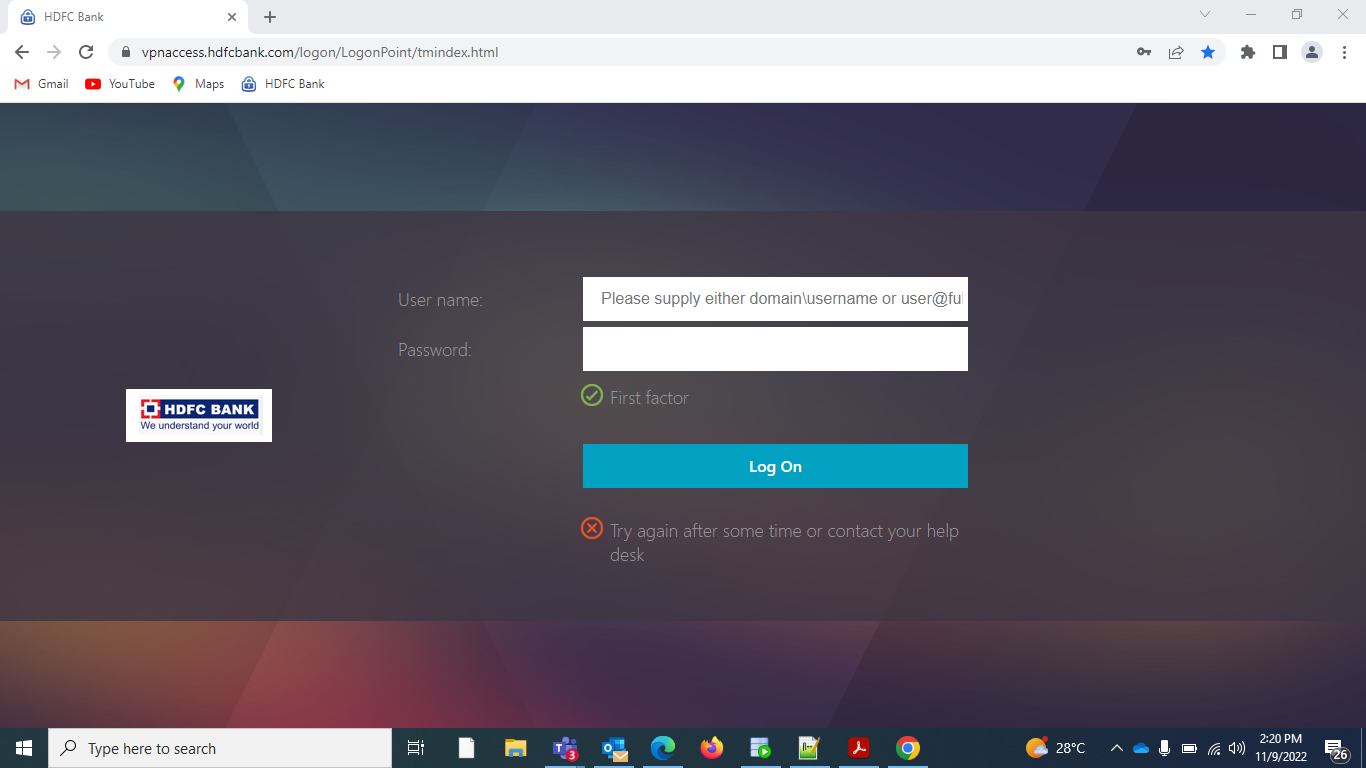 HDFC Bank
vpnaccess.hdfcbank.com/logon/LogonPoint/tmindex.html
Gmail YouTube Maps HDFC Bank
User name:
Please supply either domain\username or user@ful
Password:
First factor
HDFC BANK
We understand your world
Log On
Try again after some time or contact your help
desk
Type here to search
3
28°C
2:20 PM
11/9/2022
26